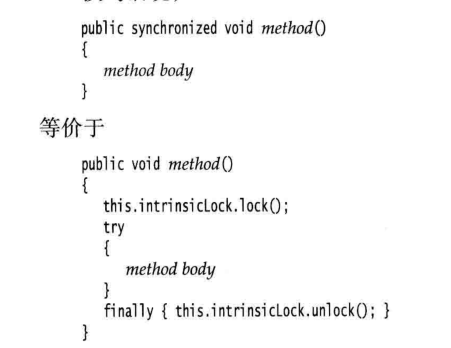 public synchronized void method()
{
method body
}
等价于
public void method()
{
this.intrinsicLock.lock();
try
{
method body
}
finally { this.intrinsicLock.unlock(); }
}